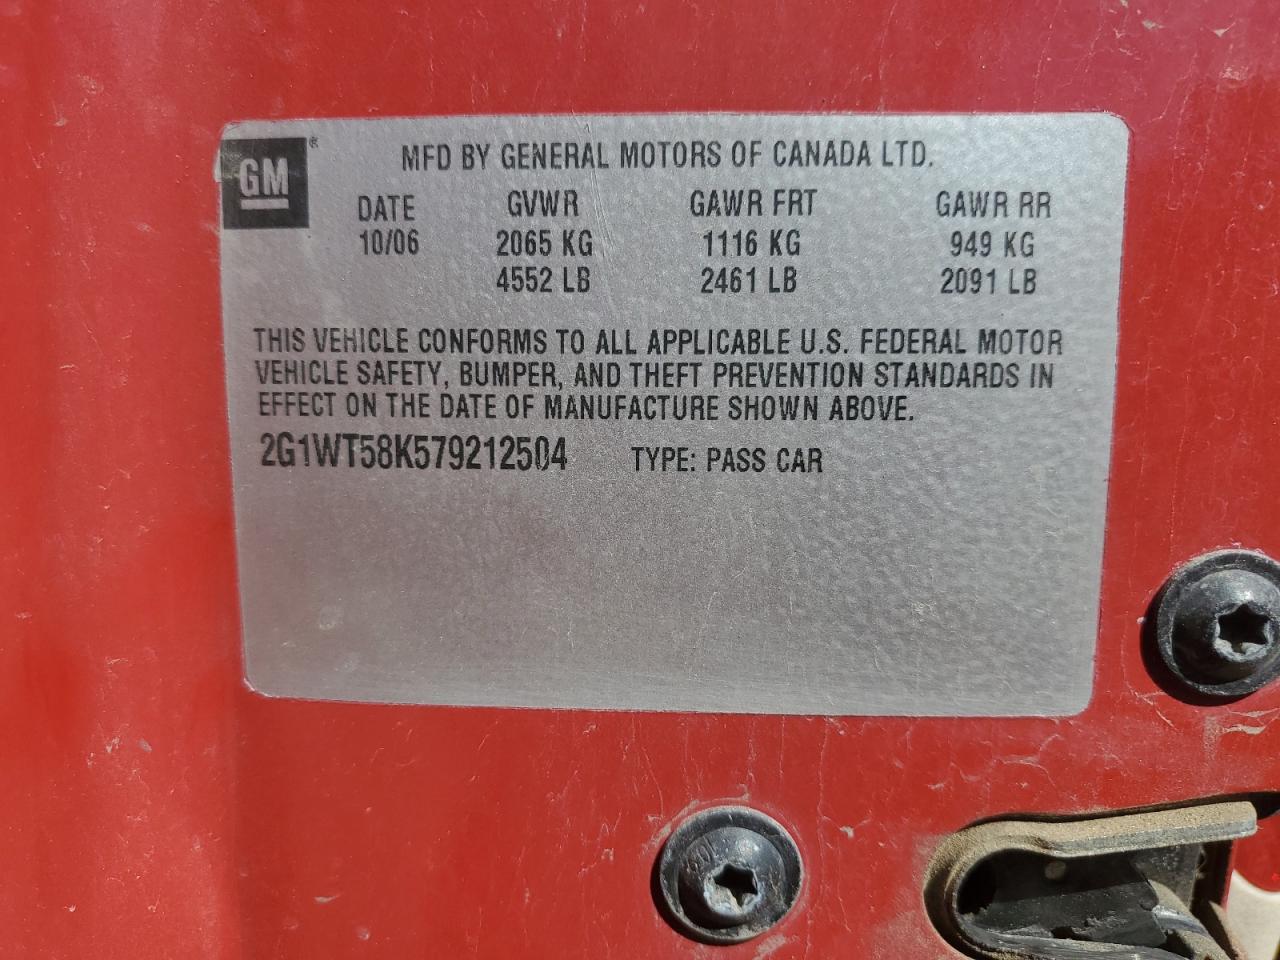 GM®
MFD BY GENERAL MOTORS OF CANADA LTD.
DATE GVWR GAWR FRT GAWR RR
10/06 2065 KG 1116 KG 949 KG
4552 LB 2461 LB 2091 LB
THIS VEHICLE CONFORMS TO ALL APPLICABLE U.S. FEDERAL MOTOR
VEHICLE SAFETY, BUMPER, AND THEFT PREVENTION STANDARDS IN
EFFECT ON THE DATE OF MANUFACTURE SHOWN ABOVE.
2G1WT58K579212504 TYPE: PASS CAR